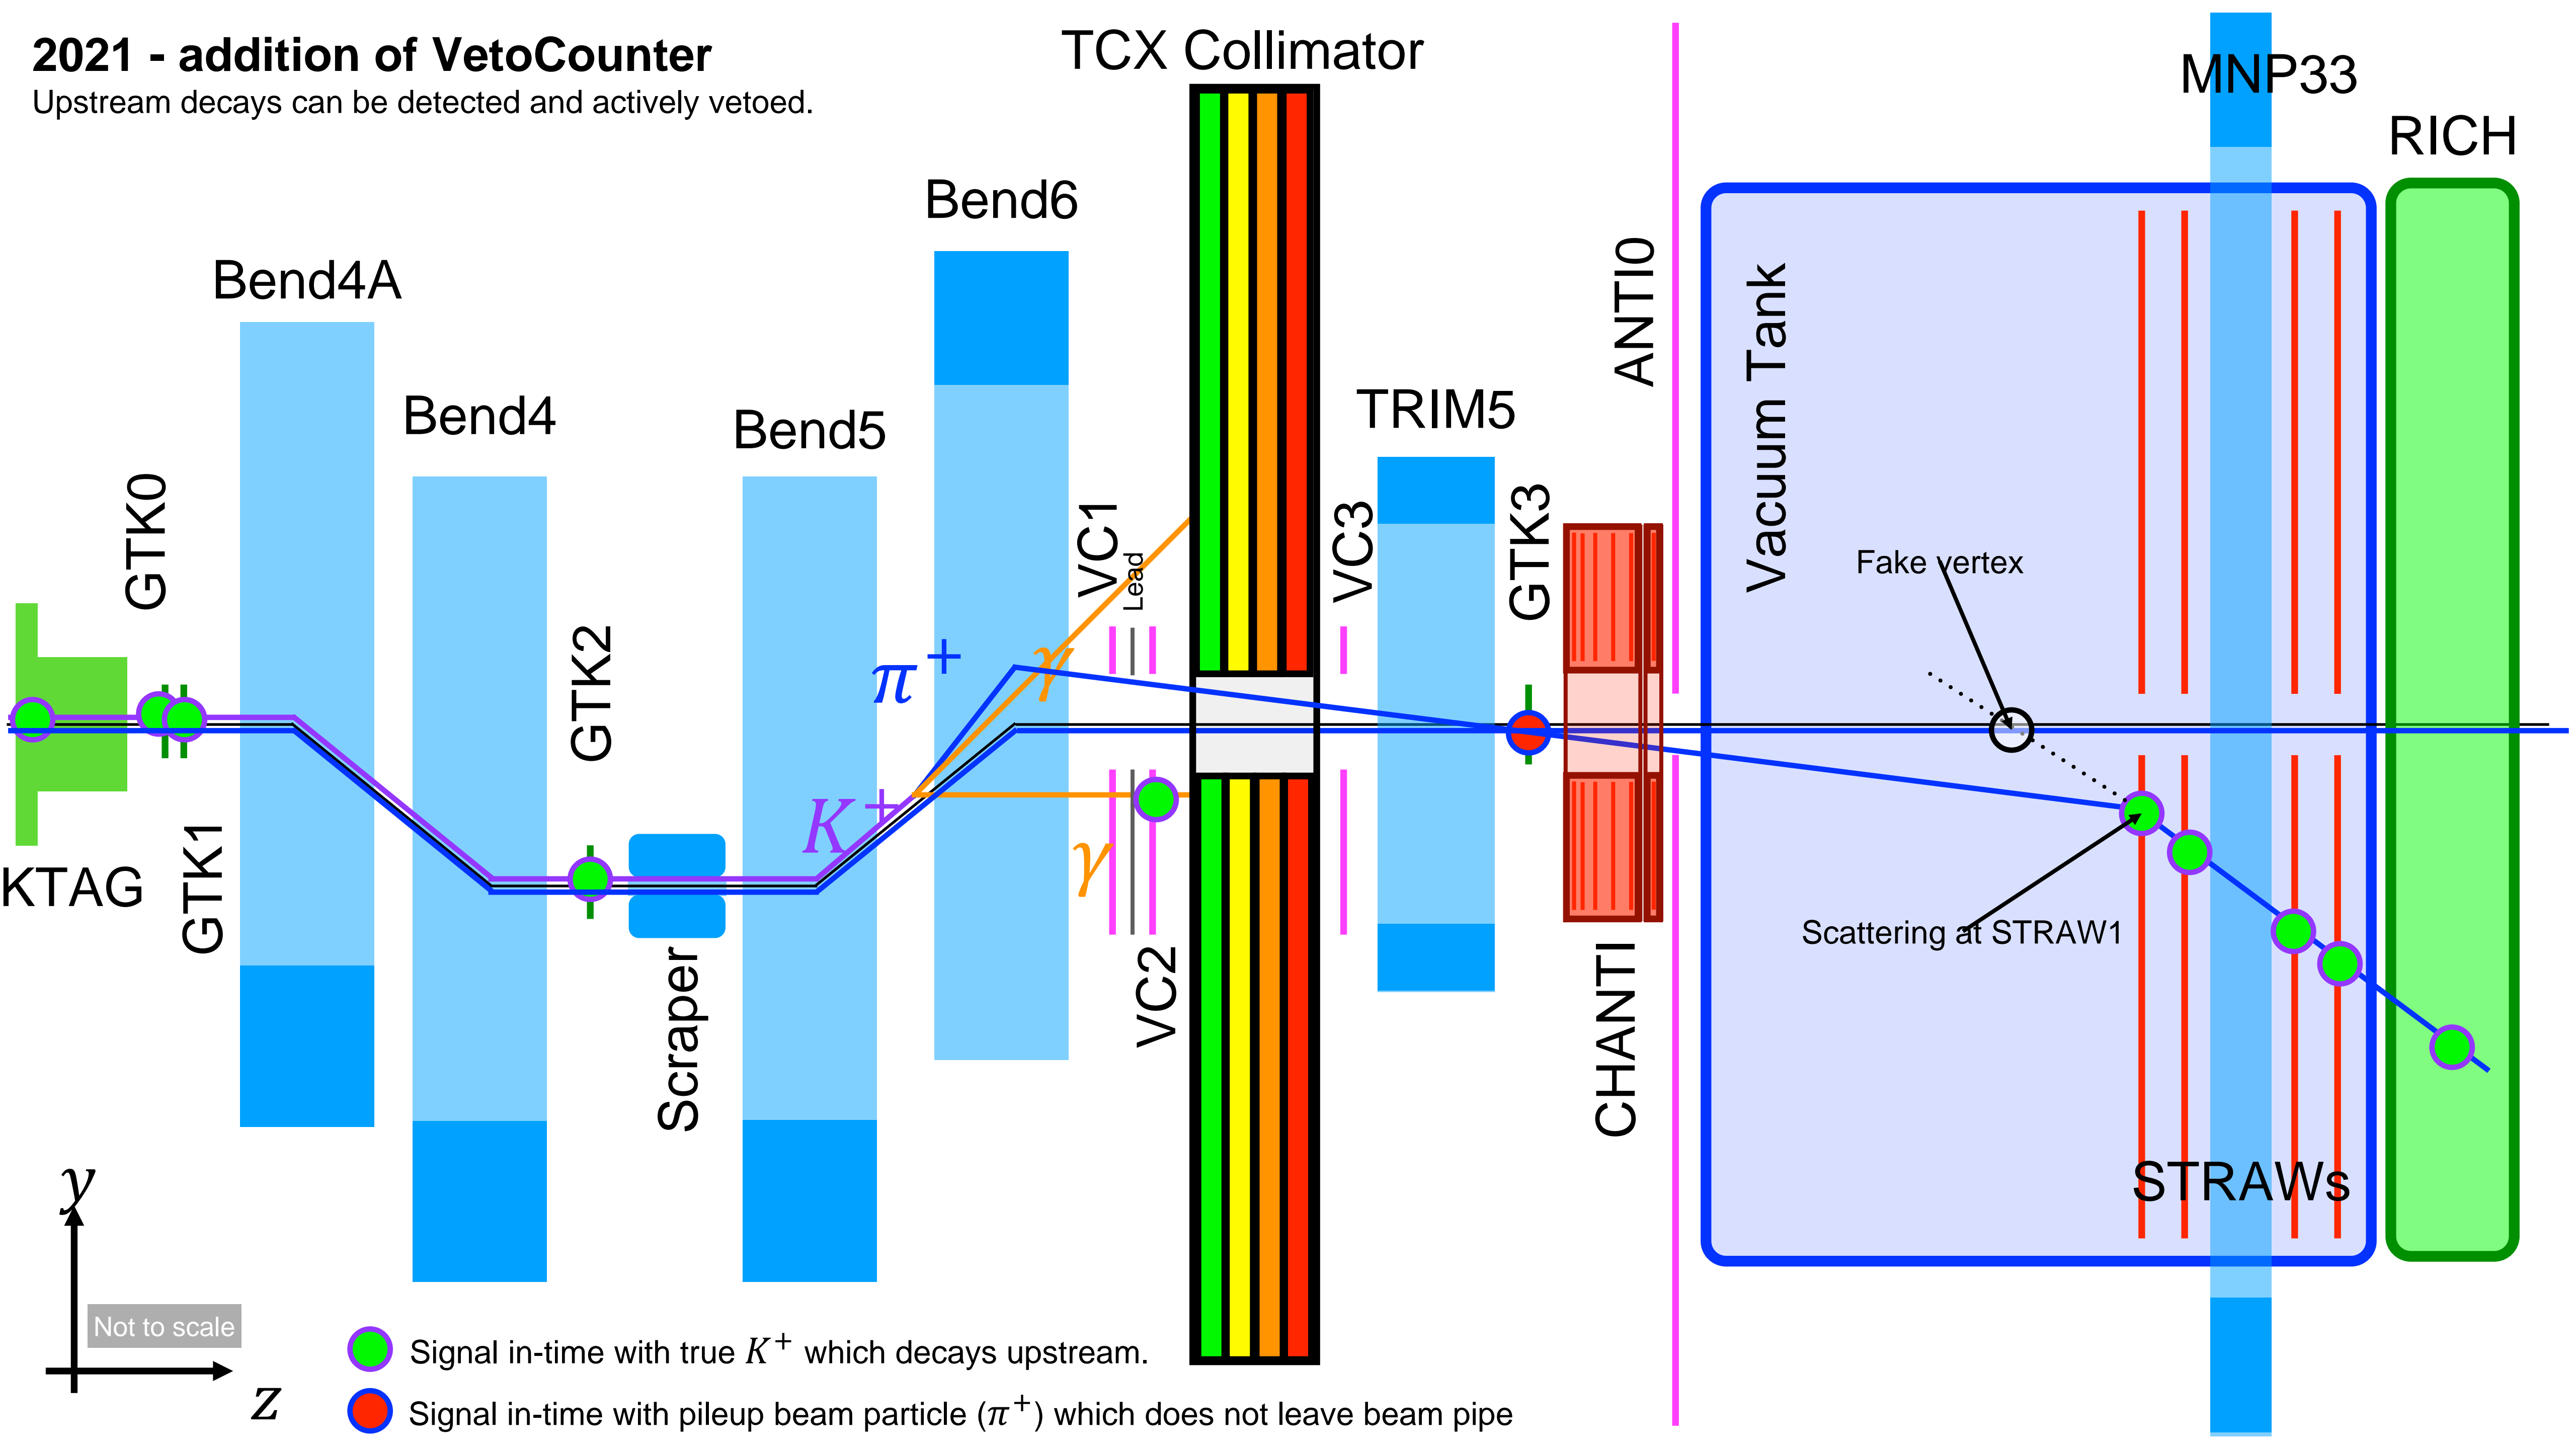 2021 - addition of VetoCounter
Upstream decays can be detected and actively vetoed.
TCX Collimator
MNP33
RICH
Bend6
Bend4A
Bend4
Bend5
TRIM5
ANTI0
Vacuum Tank
GTK0
GTK1
GTK2
VC1
Lead
VC3
GTK3
Fake vertex
π+
γ
K+
γ
KTAG
Scraper
VC2
CHANTI
Scattering at STRAW1
STRAWs
y
z
Not to scale
Signal in-time with true K+ which decays upstream.
Signal in-time with pileup beam particle (π+) which does not leave beam pipe